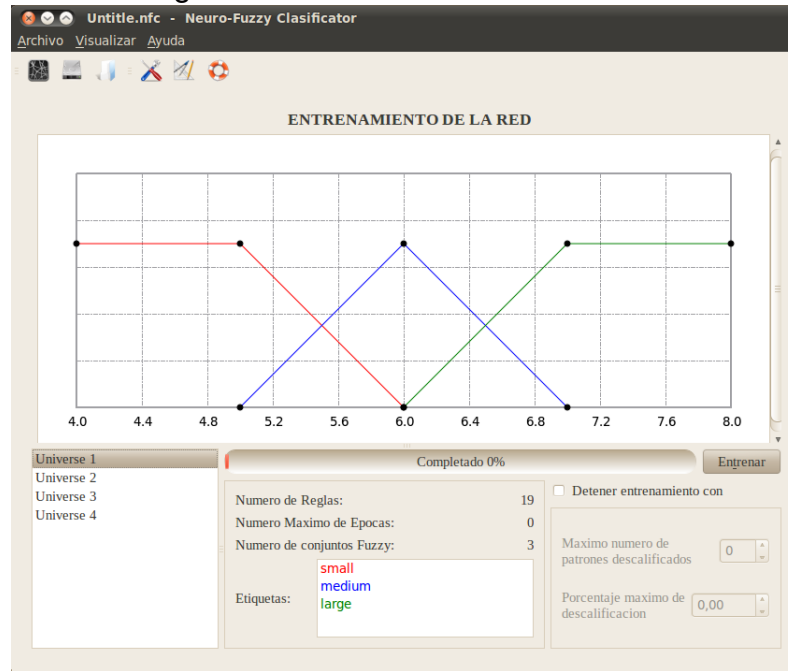 Untitle.nfc - Neuro-Fuzzy Clasificator
Archivo Visualizar Ayuda
ENTRENAMIENTO DE LA RED
4.0 4.4 4.8 5.2 5.6 6.0 6.4 6.8 7.2 7.6 8.0
Universe 1
Universe 2
Universe 3
Universe 4
Completado 0%
Entrenar
Numero de Reglas: 19
Numero Maximo de Epocas: 0
Numero de conjuntos Fuzzy: 3
Etiquetas:
small
medium
large
Detener entrenamiento con
Maximo numero de
patrones descalificados
0
Porcentaje maximo de
descalificacion
0,00